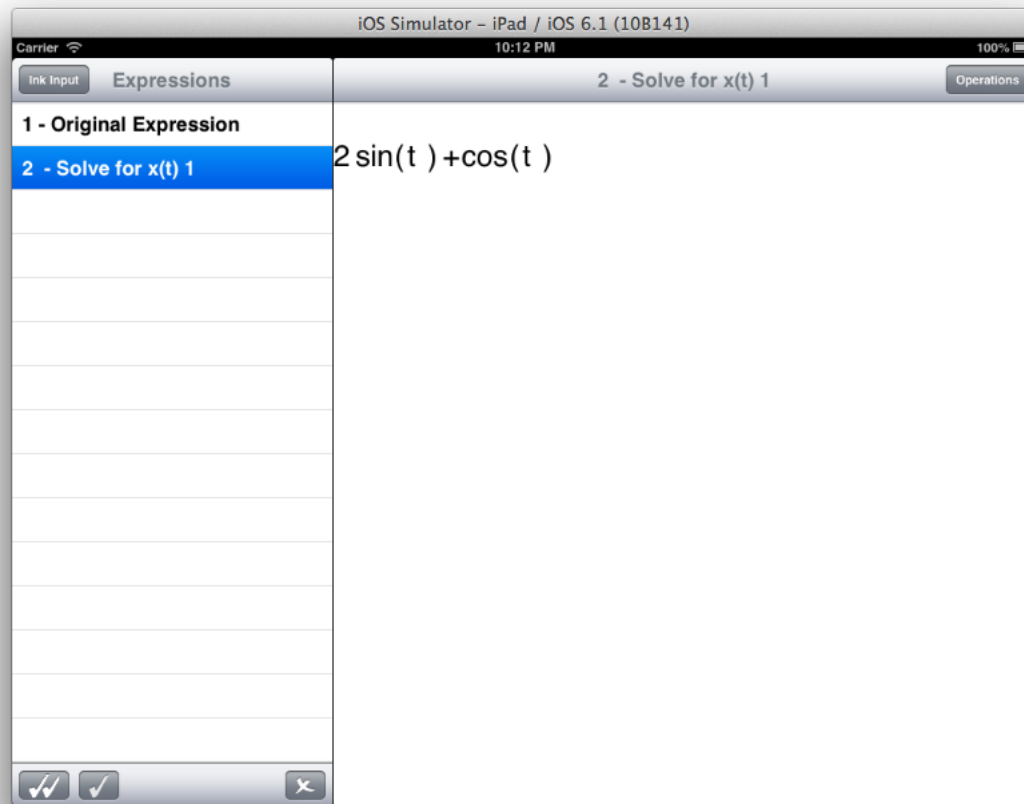 iOS Simulator – iPad / iOS 6.1 (10B141)
Carrier 10:12 PM 100%
Ink Input Expressions 2 - Solve for x(t) 1 Operations
1 - Original Expression
2 - Solve for x(t) 1
2 sin(t ) +cos(t )